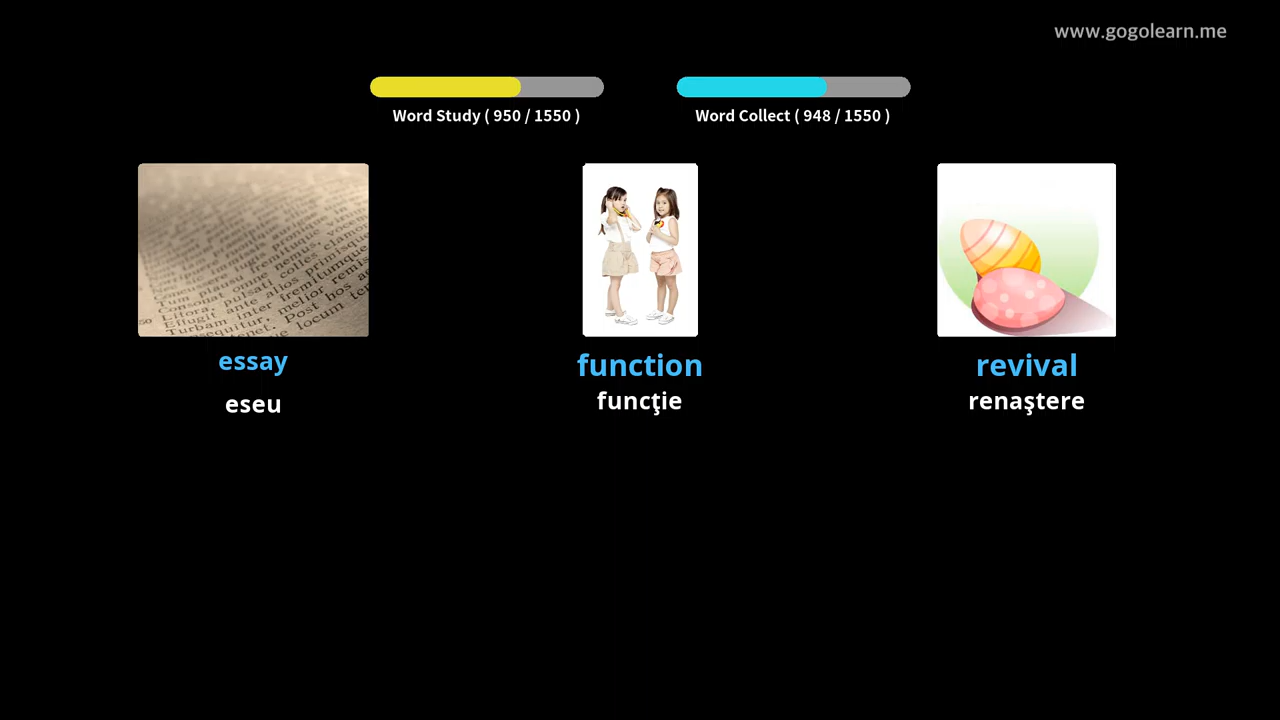 www.gogolearn.me
Word Study ( 950 / 1550 )
Word Collect ( 948 / 1550 )
essay
eseu
function
funcţie
revival
renaştere